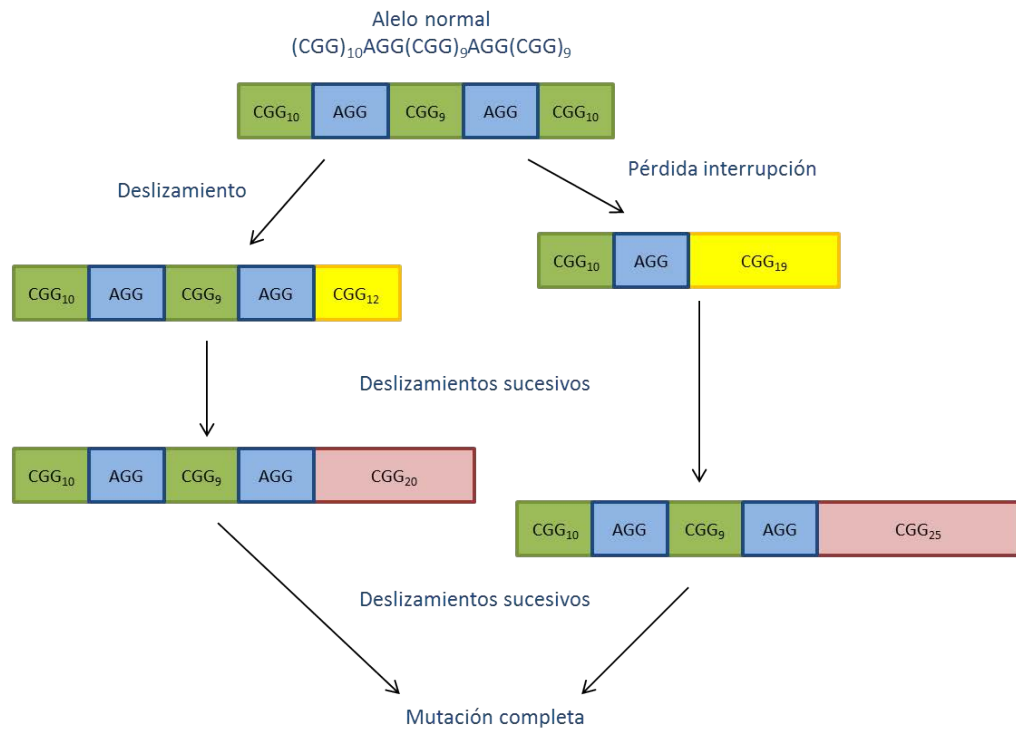 Alelo normal
(CGG)₁₀AGG(CGG)₉AGG(CGG)₉
CGG₁₀ AGG CGG₉ AGG CGG₁₀
Deslizamiento
Pérdida interrupción
CGG₁₀ AGG CGG₁₉
CGG₁₀ AGG CGG₉ AGG CGG₁₂
Deslizamientos sucesivos
CGG₁₀ AGG CGG₉ AGG CGG₂₀
CGG₁₀ AGG CGG₉ AGG CGG₂₅
Deslizamientos sucesivos
Mutación completa